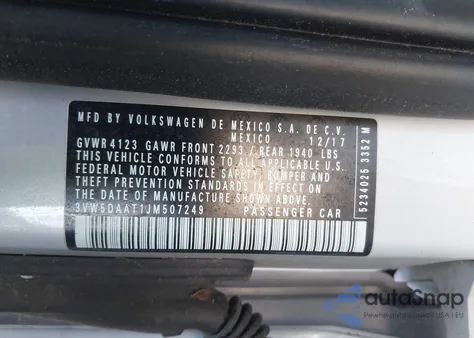 MFD BY VOLKSWAGEN DE MEXICO S.A. DE C.V.
MEXICO 12/17
GVWR 4123 GAWR FRONT 2293 / REAR 1940 LBS
THIS VEHICLE CONFORMS TO ALL APPLICABLE U.S.
FEDERAL MOTOR VEHICLE SAFETY, BUMPER AND
THEFT PREVENTION STANDARDS IN EFFECT ON
THE DATE OF MANUFACTURE SHOWN ABOVE
3VW5DAAT1JM507249 PASSENGER CAR
5234025 3352 M
autoSnap